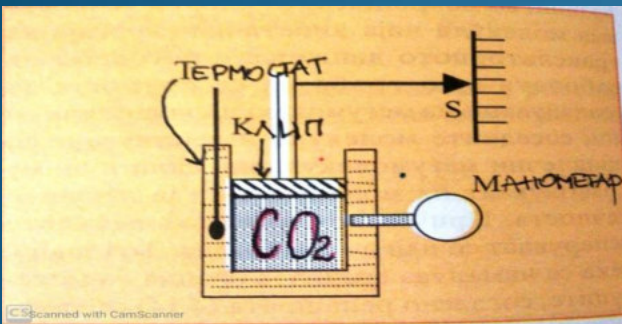 ТЕРМОСТАТ
КЛИП
S
МАНОМЕТАР
CO₂
CS Scanned with CamScanner